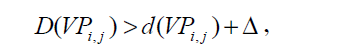 D(VP_{i,j}) > d(VP_{i,j}) + Δ ,